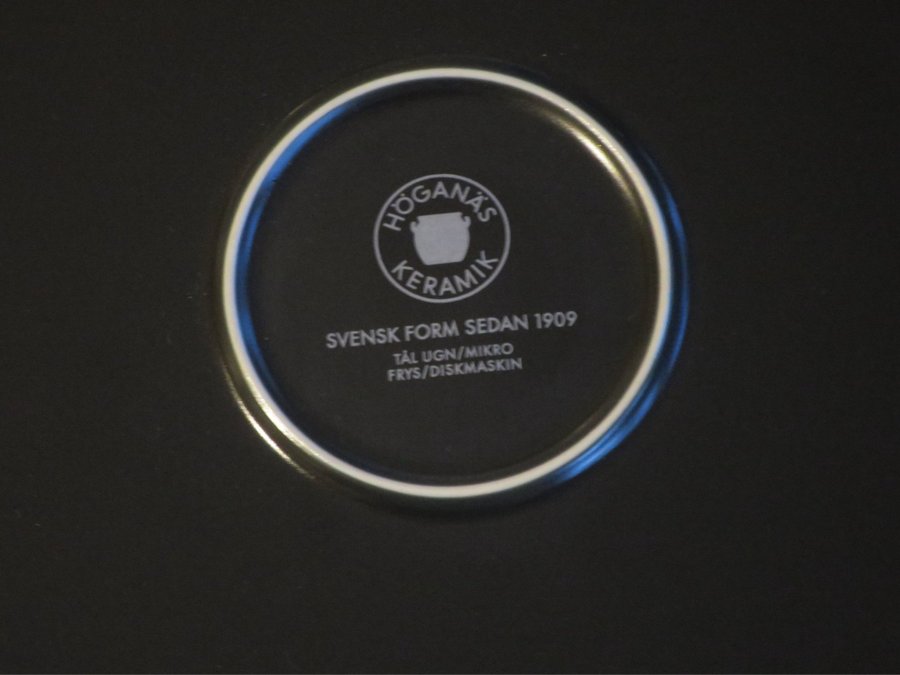 HÖGANÄS
KERAMIK
SVENSK FORM SEDAN 1909
TÅL UGN/MIKRO
FRYS/DISKMASKIN